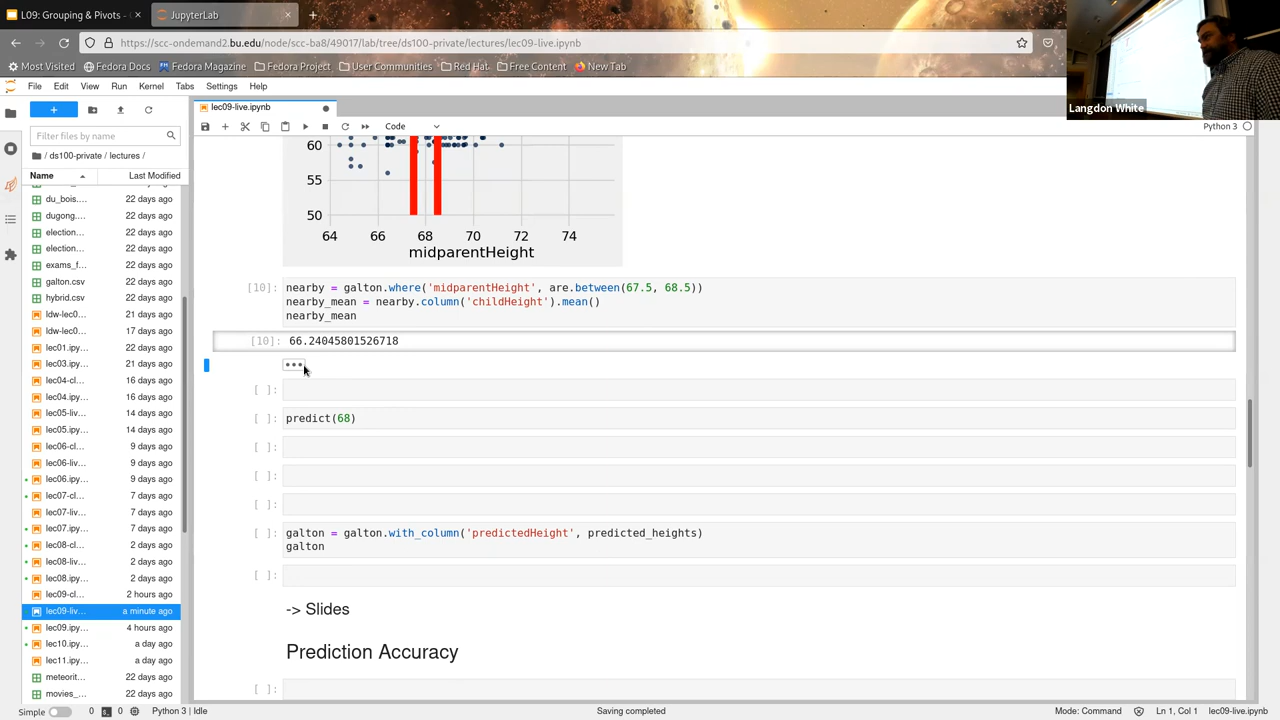 L09: Grouping & Pivots - C
JupyterLab
https://scc-ondemand2.bu.edu/node/scc-ba8/49017/lab/tree/ds100-private/lectures/lec09-live.ipynb
Most Visited
Fedora Docs
Fedora Magazine
Fedora Project
User Communities
Red Hat
Free Content
New Tab
Langdon White
File Edit View Run Kernel Tabs Settings Help
lec09-live.ipynb
Filter files by name
Code
Python 3
/ ds100-private / lectures /
Name Last Modified
du_bois.... 22 days ago
dugong.... 22 days ago
election... 22 days ago
election... 22 days ago
exams_f... 22 days ago
galton.csv 22 days ago
hybrid.csv 22 days ago
ldw-lec0... 21 days ago
ldw-lec0... 17 days ago
lec01.ipy... 22 days ago
lec03.ipy... 21 days ago
lec04-cl... 16 days ago
lec04.ipy... 16 days ago
lec05-liv... 14 days ago
lec05.ipy... 14 days ago
lec06-cl... 9 days ago
lec06-liv... 9 days ago
lec06.ipy... 9 days ago
lec07-cl... 7 days ago
lec07-liv... 7 days ago
lec07.ipy... 7 days ago
lec08-cl... 2 days ago
lec08-liv... 2 days ago
lec08.ipy... 2 days ago
lec09-cl... 2 hours ago
lec09-liv... a minute ago
lec09.ipy... 4 hours ago
lec10.ipy... a day ago
lec11.ipy... a day ago
meteorit... 22 days ago
movies_... 22 days ago
60
55
50
64 66 68 70 72 74
midparentHeight
[10]: nearby = galton.where('midparentHeight', are.between(67.5, 68.5))
nearby_mean = nearby.column('childHeight').mean()
nearby_mean
[10]: 66.24045801526718
•••
[ ]:
[ ]: predict(68)
[ ]:
[ ]:
[ ]:
[ ]: galton = galton.with_column('predictedHeight', predicted_heights)
galton
[ ]:
-> Slides
Prediction Accuracy
[ ]:
Simple 0 0 Python 3 | Idle Saving completed Mode: Command Ln 1, Col 1 lec09-live.ipynb